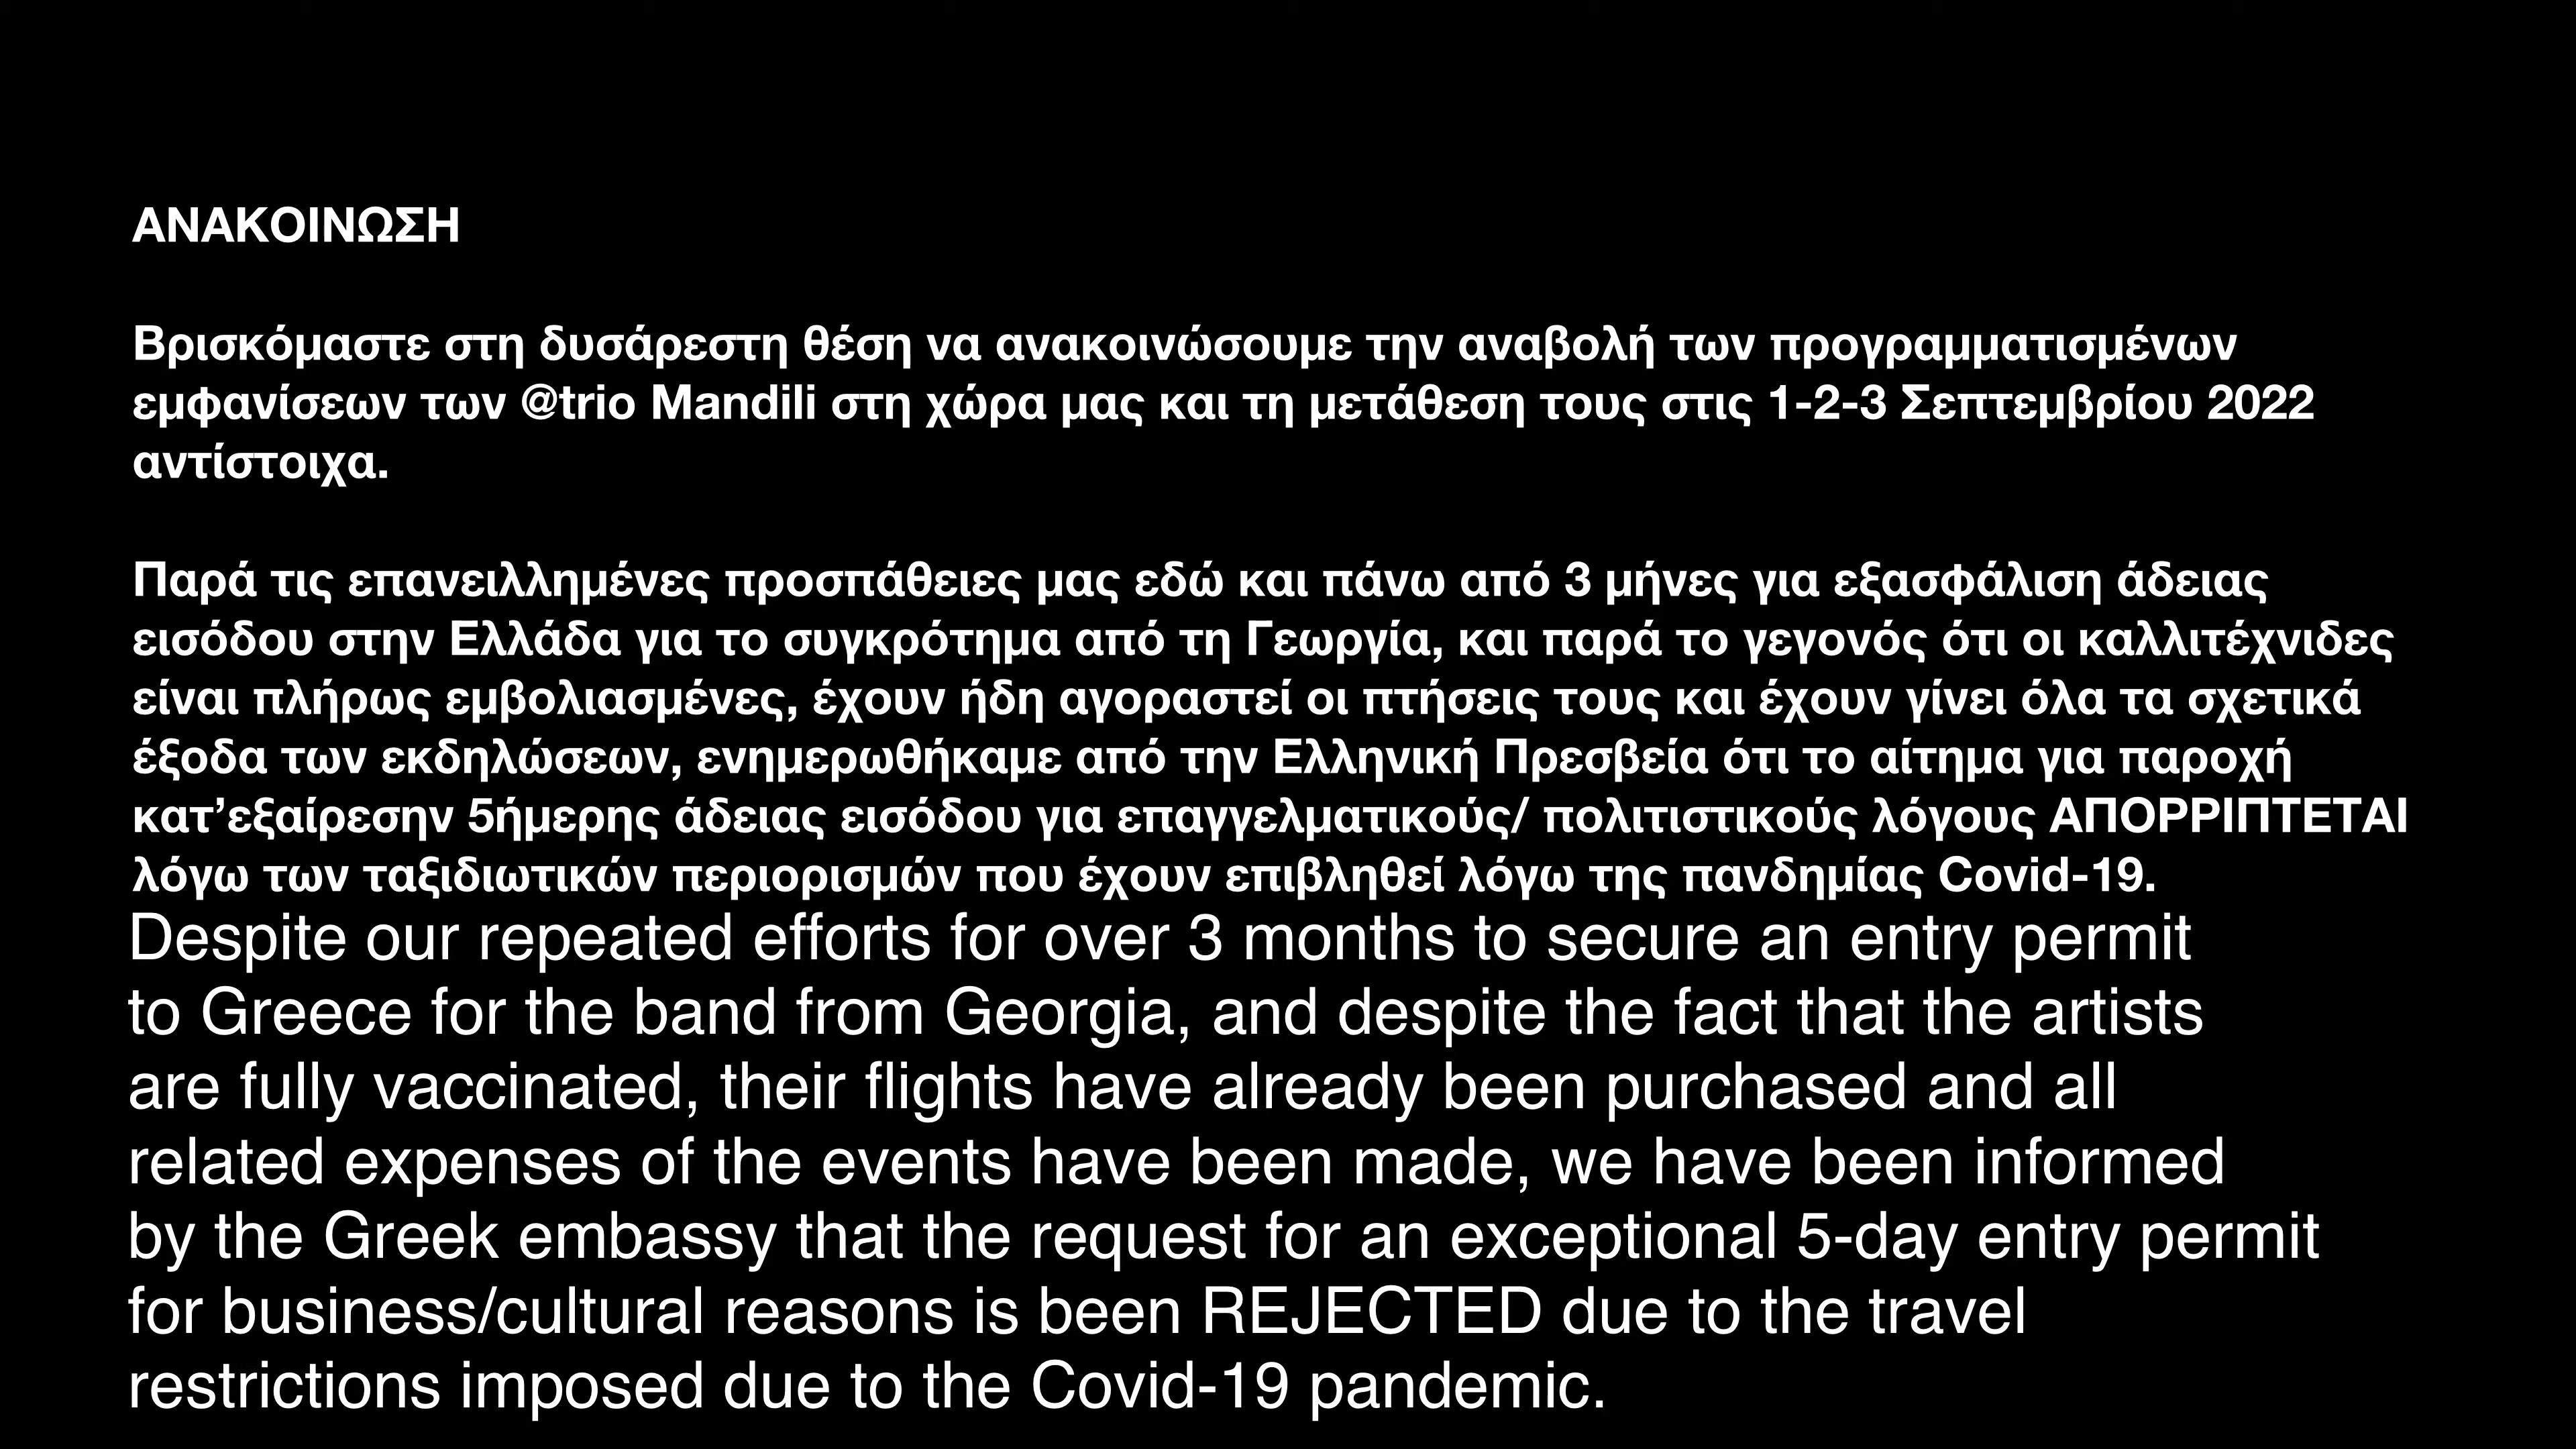 ΑΝΑΚΟΙΝΩΣΗ
Βρισκόμαστε στη δυσάρεστη θέση να ανακοινώσουμε την αναβολή των προγραμματισμένων
εμφανίσεων των @trio Mandili στη χώρα μας και τη μετάθεση τους στις 1-2-3 Σεπτεμβρίου 2022
αντίστοιχα.
Παρά τις επανειλλημένες προσπάθειες μας εδώ και πάνω από 3 μήνες για εξασφάλιση άδειας
εισόδου στην Ελλάδα για το συγκρότημα από τη Γεωργία, και παρά το γεγονός ότι οι καλλιτέχνιδες
είναι πλήρως εμβολιασμένες, έχουν ήδη αγοραστεί οι πτήσεις τους και έχουν γίνει όλα τα σχετικά
έξοδα των εκδηλώσεων, ενημερωθήκαμε από την Ελληνική Πρεσβεία ότι το αίτημα για παροχή
κατ’εξαίρεσην 5ήμερης άδειας εισόδου για επαγγελματικούς/ πολιτιστικούς λόγους ΑΠΟΡΡΙΠΤΕΤΑΙ
λόγω των ταξιδιωτικών περιορισμών που έχουν επιβληθεί λόγω της πανδημίας Covid-19.
Despite our repeated efforts for over 3 months to secure an entry permit
to Greece for the band from Georgia, and despite the fact that the artists
are fully vaccinated, their flights have already been purchased and all
related expenses of the events have been made, we have been informed
by the Greek embassy that the request for an exceptional 5-day entry permit
for business/cultural reasons is been REJECTED due to the travel
restrictions imposed due to the Covid-19 pandemic.